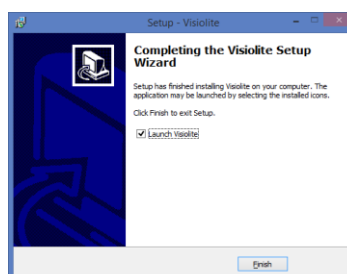 Setup - Visiolite
Completing the Visiolite Setup
Wizard
Setup has finished installing Visiolite on your computer. The
application may be launched by selecting the installed icons.
Click Finish to exit Setup.
Launch Visiolite
Finish